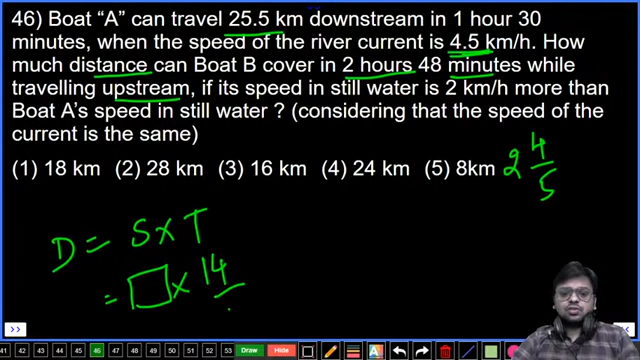 46) Boat “A” can travel 25.5 km downstream in 1 hour 30
minutes, when the speed of the river current is 4.5 km/h. How
much distance can Boat B cover in 2 hours 48 minutes while
travelling upstream, if its speed in still water is 2 km/h more than
Boat A's speed in still water ? (considering that the speed of the
current is the same)
(1) 18 km (2) 28 km (3) 16 km (4) 24 km (5) 8km
2 4/5
D = S X T
= X 14
>> 41 42 43 44 45 46 47 48 49 50 51 52 53 54 55 Draw Hide A >>